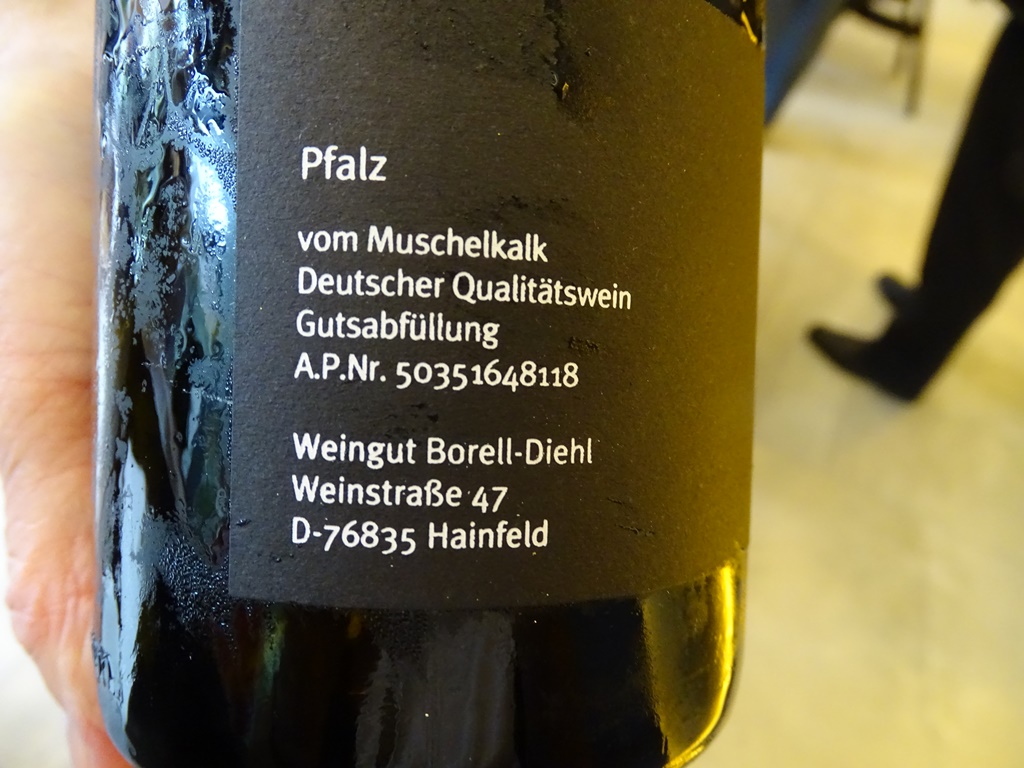 Pfalz
vom Muschelkalk
Deutscher Qualitätswein
Gutsabfüllung
A.P.Nr. 50351648118
Weingut Borell-Diehl
Weinstraße 47
D-76835 Hainfeld